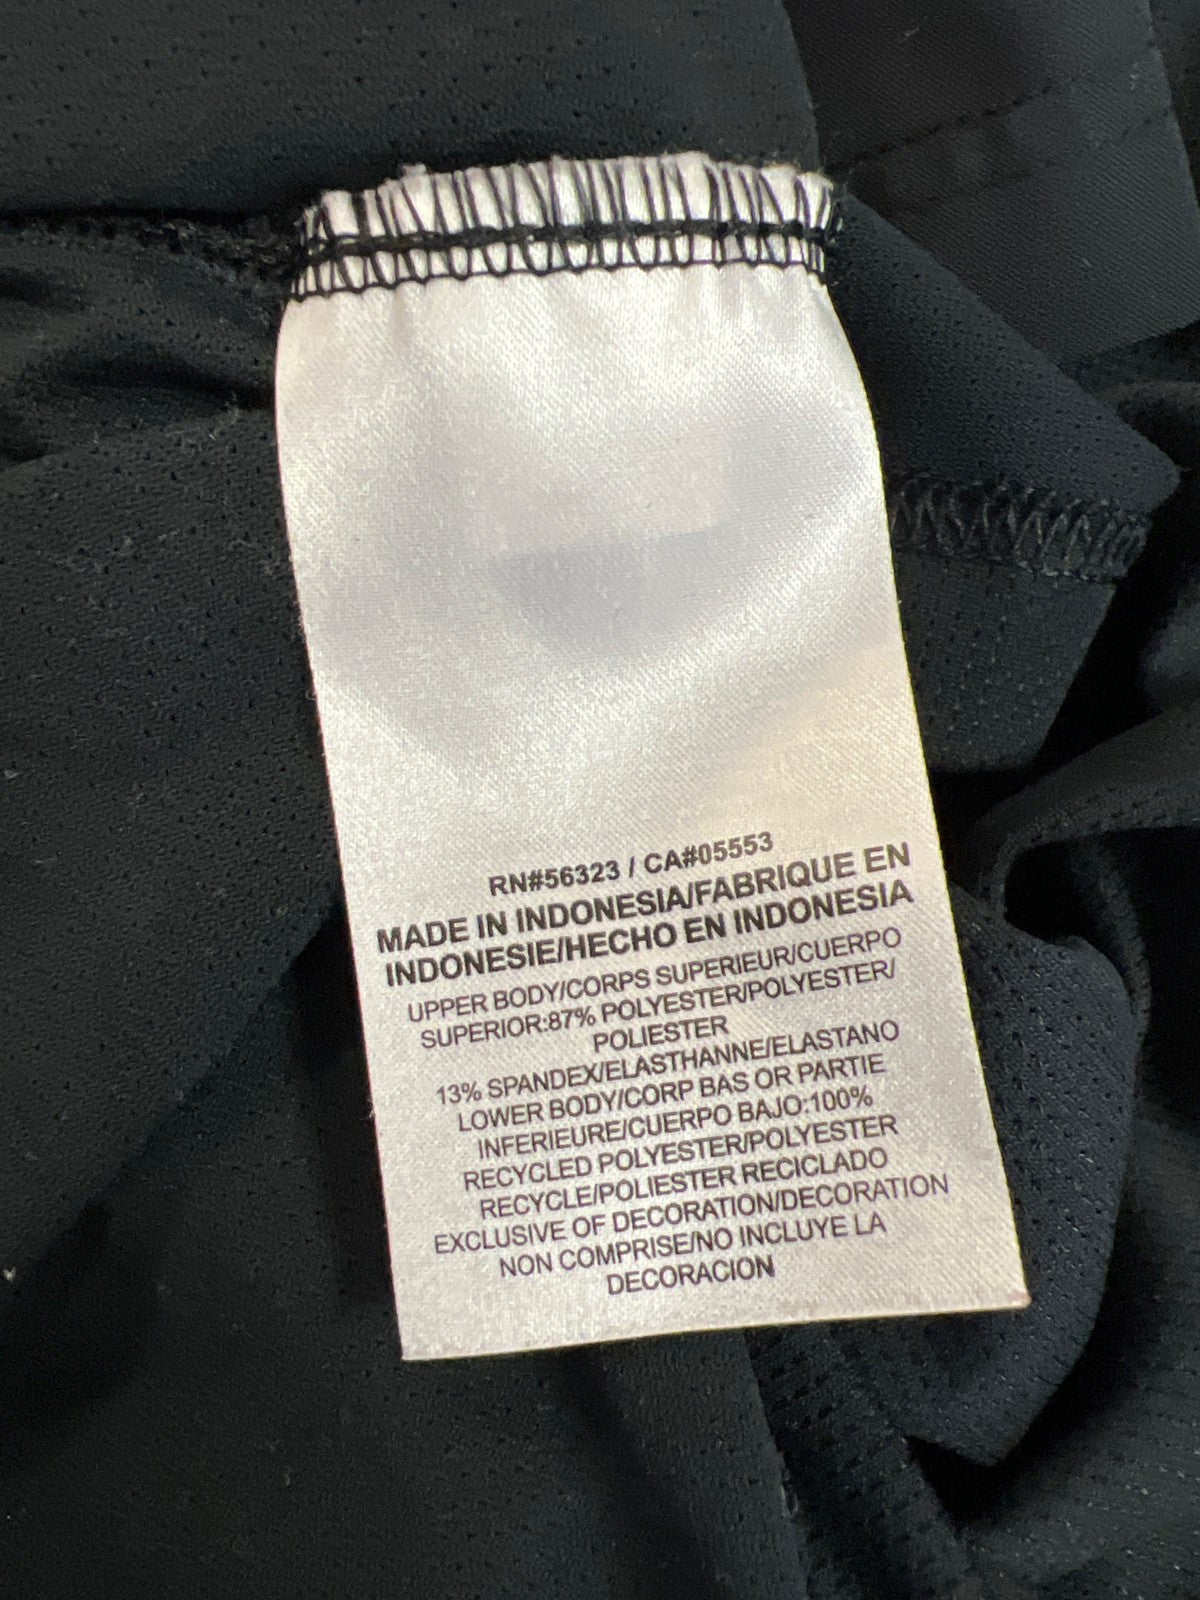 RN#56323 / CA#05553
MADE IN INDONESIA/FABRIQUE EN
INDONESIE/HECHO EN INDONESIA
UPPER BODY/CORPS SUPERIEUR/CUERPO
SUPERIOR:87% POLYESTER/POLYESTER/
POLIESTER
13% SPANDEX/ELASTHANNE/ELASTANO
LOWER BODY/CORP BAS OR PARTIE
INFERIEURE/CUERPO BAJO:100%
RECYCLED POLYESTER/POLYESTER
RECYCLE/POLIESTER RECICLADO
EXCLUSIVE OF DECORATION/DECORATION
NON COMPRISE/NO INCLUYE LA
DECORACION